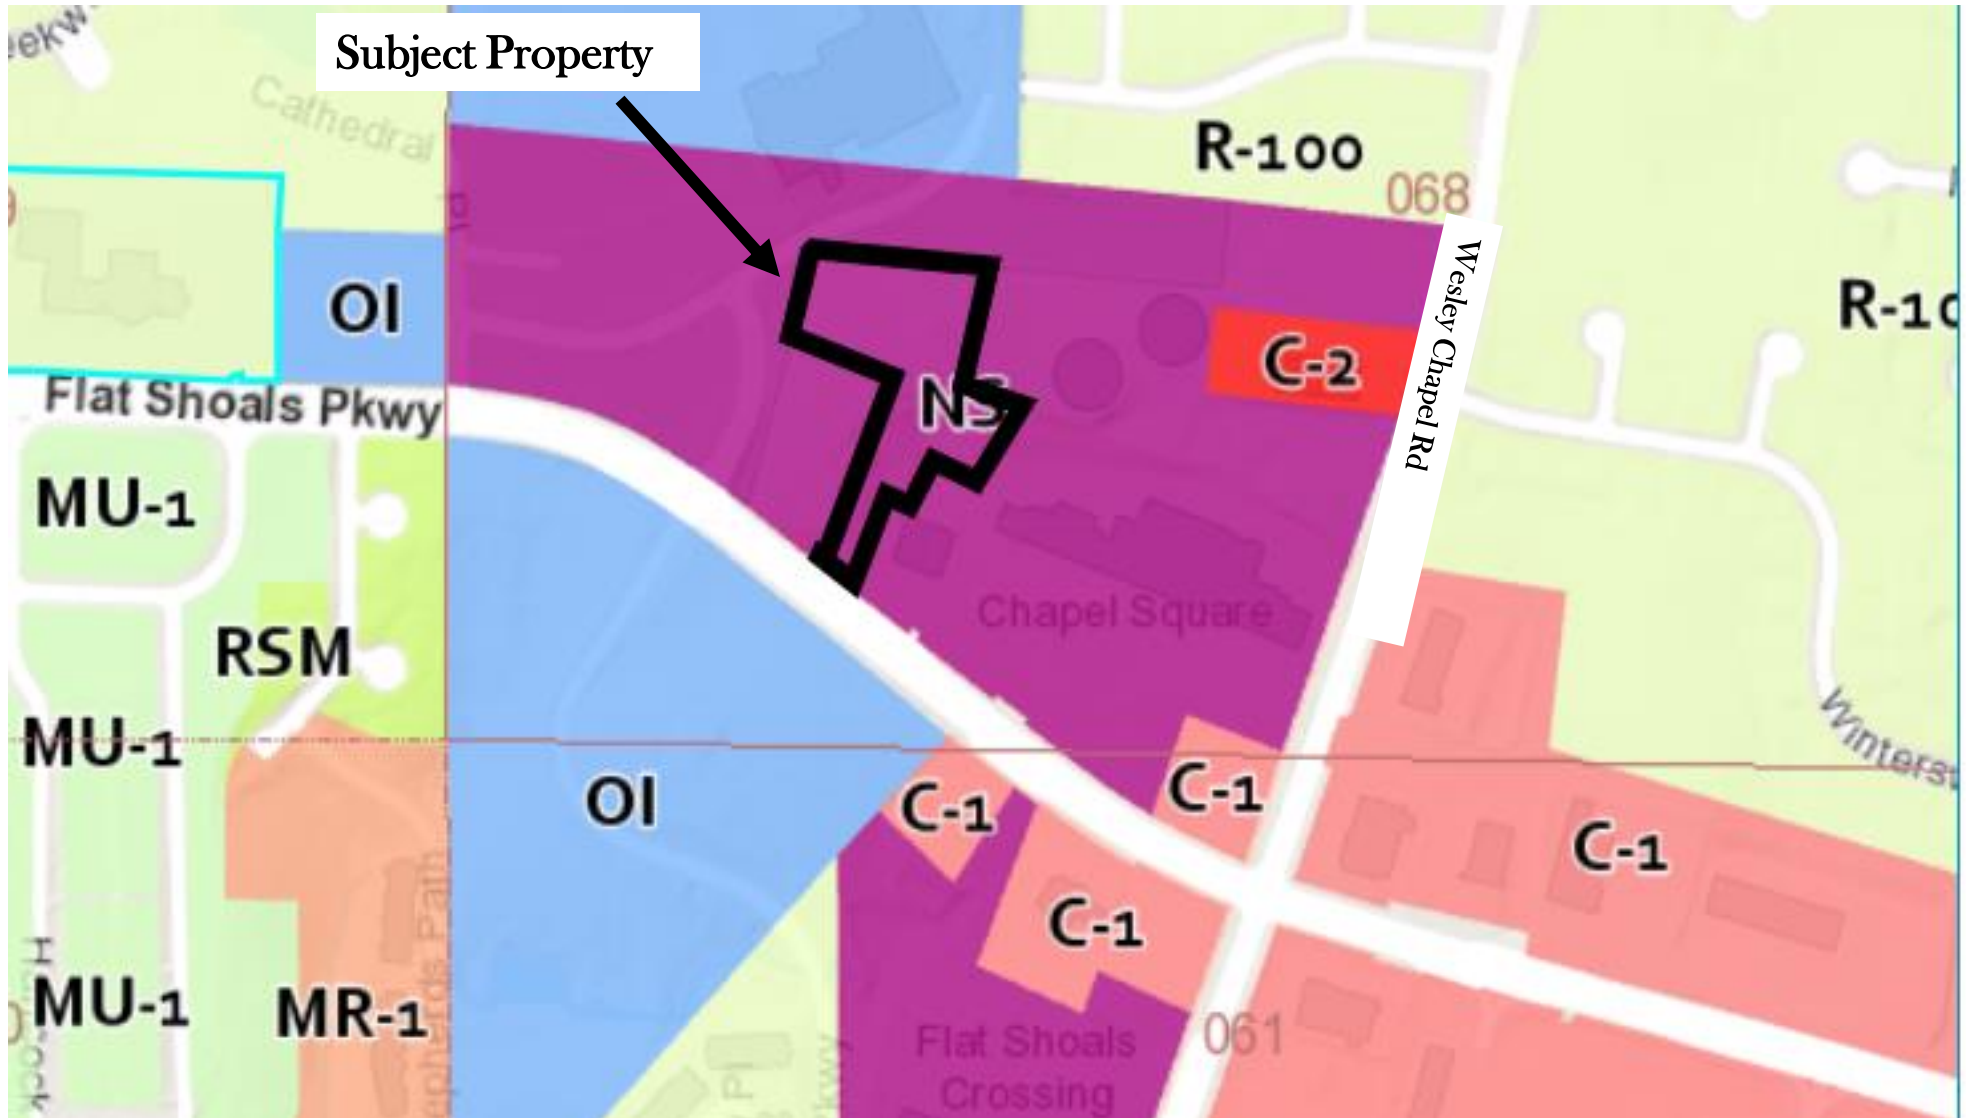 Subject Property
Cathedral
R-100
068
OI
Wesley Chapel Rd
C-2
NS
Flat Shoals Pkwy
MU-1
Chapel Square
RSM
MU-1
OI
C-1
C-1
C-1
C-1
MU-1
MR-1
061
Flat Shoals
Crossing